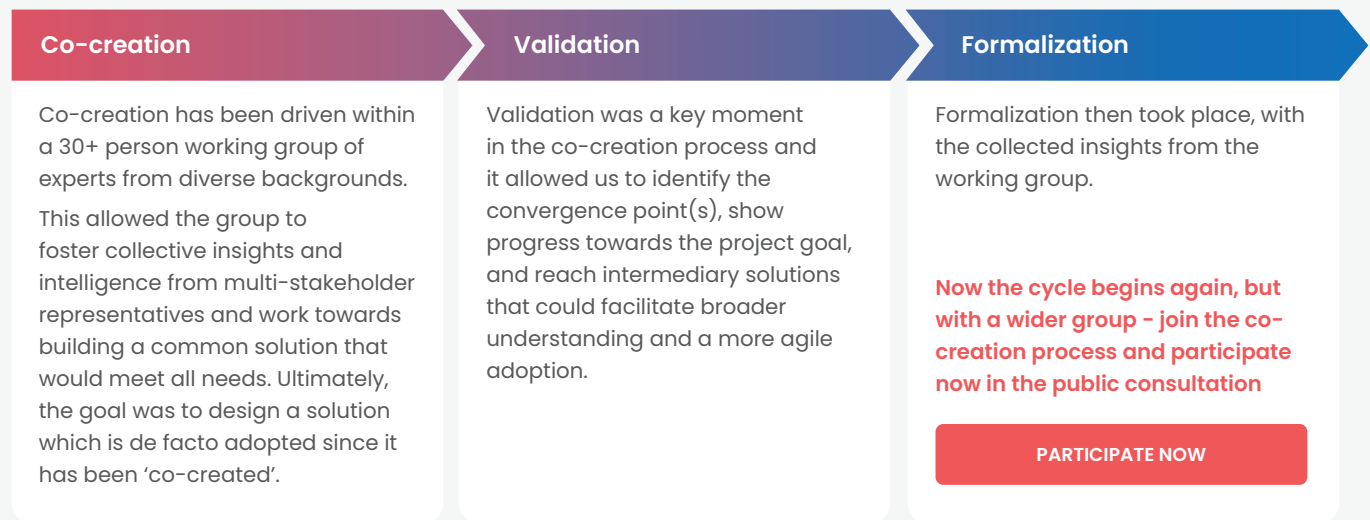 Co-creation
Co-creation has been driven within
a 30+ person working group of
experts from diverse backgrounds.
This allowed the group to
foster collective insights and
intelligence from multi-stakeholder
representatives and work towards
building a common solution that
would meet all needs. Ultimately,
the goal was to design a solution
which is de facto adopted since it
has been ‘co-created’.
Validation
Validation was a key moment
in the co-creation process and
it allowed us to identify the
convergence point(s), show
progress towards the project goal,
and reach intermediary solutions
that could facilitate broader
understanding and a more agile
adoption.
Formalization
Formalization then took place, with
the collected insights from the
working group.
Now the cycle begins again, but
with a wider group - join the co-
creation process and participate
now in the public consultation
PARTICIPATE NOW